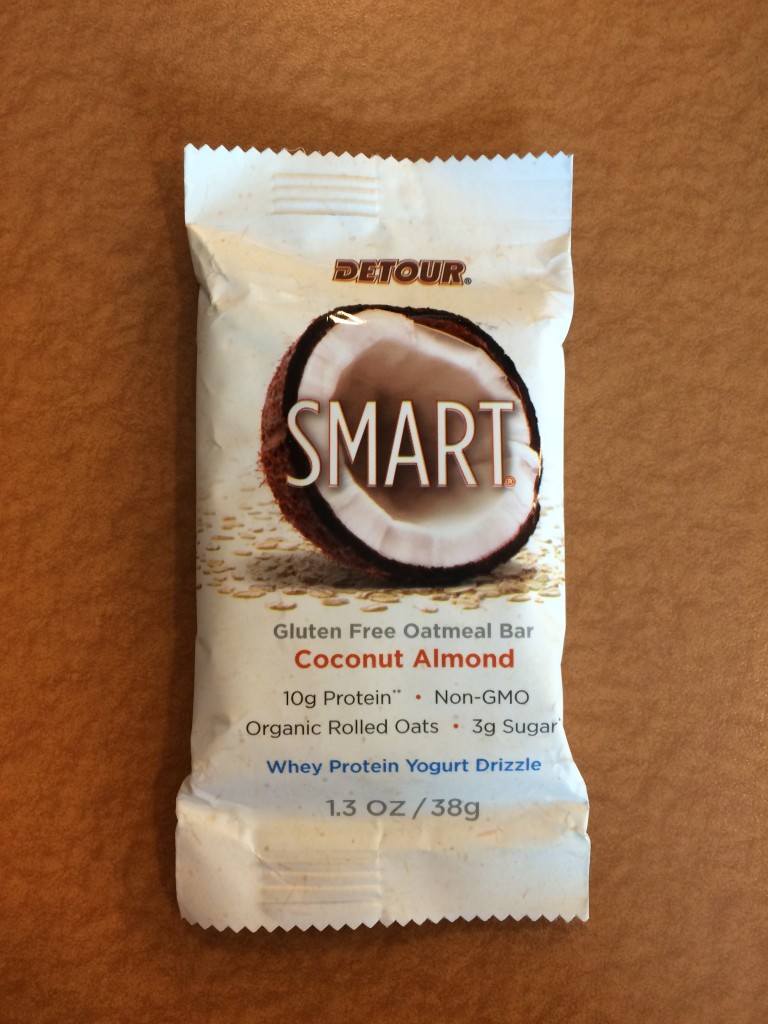 DETOUR®
SMART®
Gluten Free Oatmeal Bar
Coconut Almond
10g Protein** • Non-GMO
Organic Rolled Oats • 3g Sugar*
Whey Protein Yogurt Drizzle
1.3 OZ / 38g